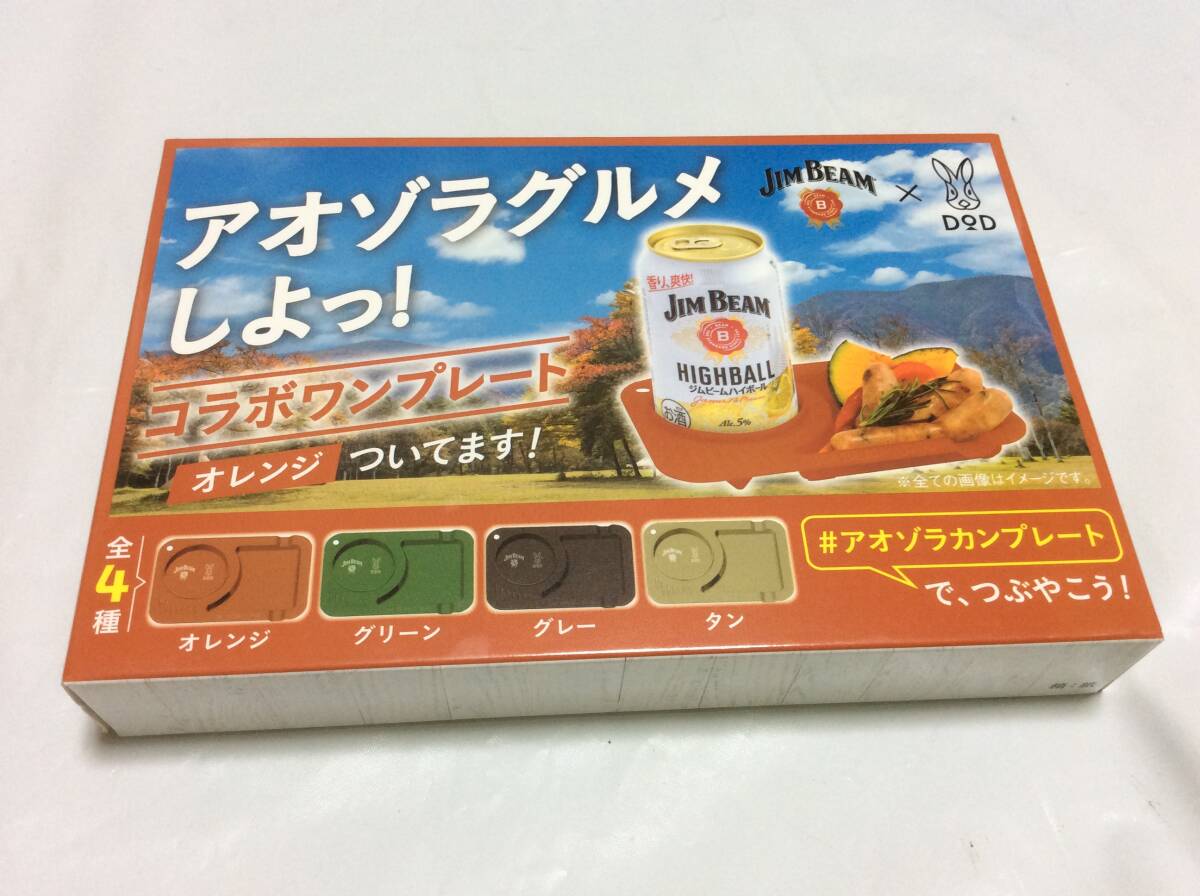 アオゾラグルメ
しよっ!
コラボワンプレート
オレンジ ついてます!
JIM BEAM
B
×
DOD
香り、爽快!
JIM BEAM
B
HIGHBALL
ジムビームハイボール
お酒
Alc.5%
※全ての画像はイメージです。
全4種
オレンジ
グリーン
グレー
タン
#アオゾラカンプレート
で、つぶやこう!